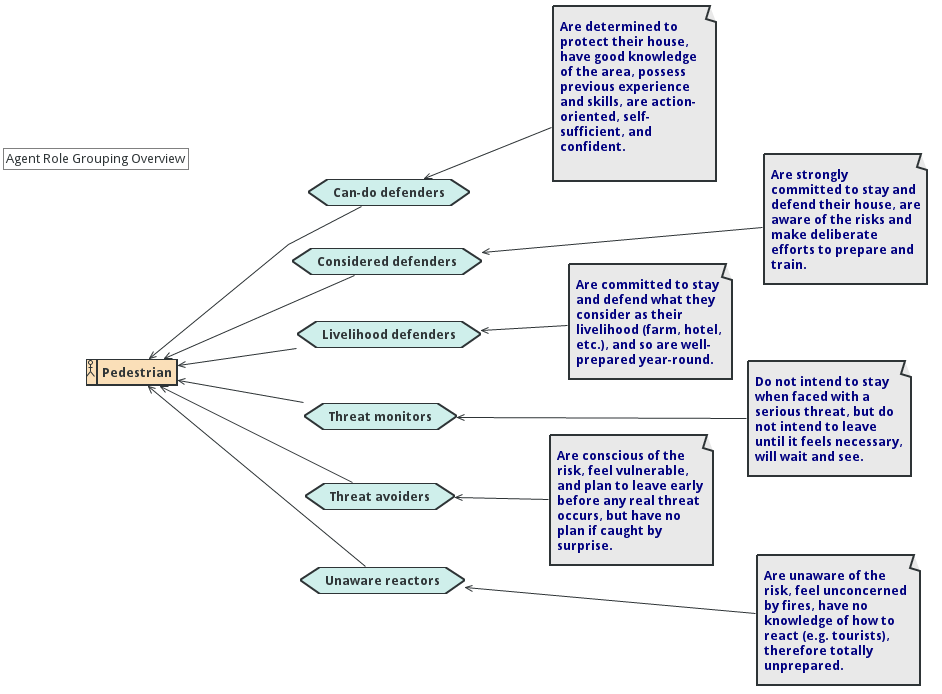 Are determined to
protect their house,
have good knowledge
of the area, possess
previous experience
and skills, are action-
oriented, self-
sufficient, and
confident.
Agent Role Grouping Overview
Can-do defenders
Are strongly
committed to stay and
defend their house, are
aware of the risks and
make deliberate
efforts to prepare and
train.
Considered defenders
Are committed to stay
and defend what they
consider as their
livelihood (farm, hotel,
etc.), and so are well-
prepared year-round.
Livelihood defenders
Pedestrian
Do not intend to stay
when faced with a
serious threat, but do
not intend to leave
until it feels necessary,
will wait and see.
Threat monitors
Are conscious of the
risk, feel vulnerable,
and plan to leave early
before any real threat
occurs, but have no
plan if caught by
surprise.
Threat avoiders
Unaware reactors
Are unaware of the
risk, feel unconcerned
by fires, have no
knowledge of how to
react (e.g. tourists),
therefore totally
unprepared.